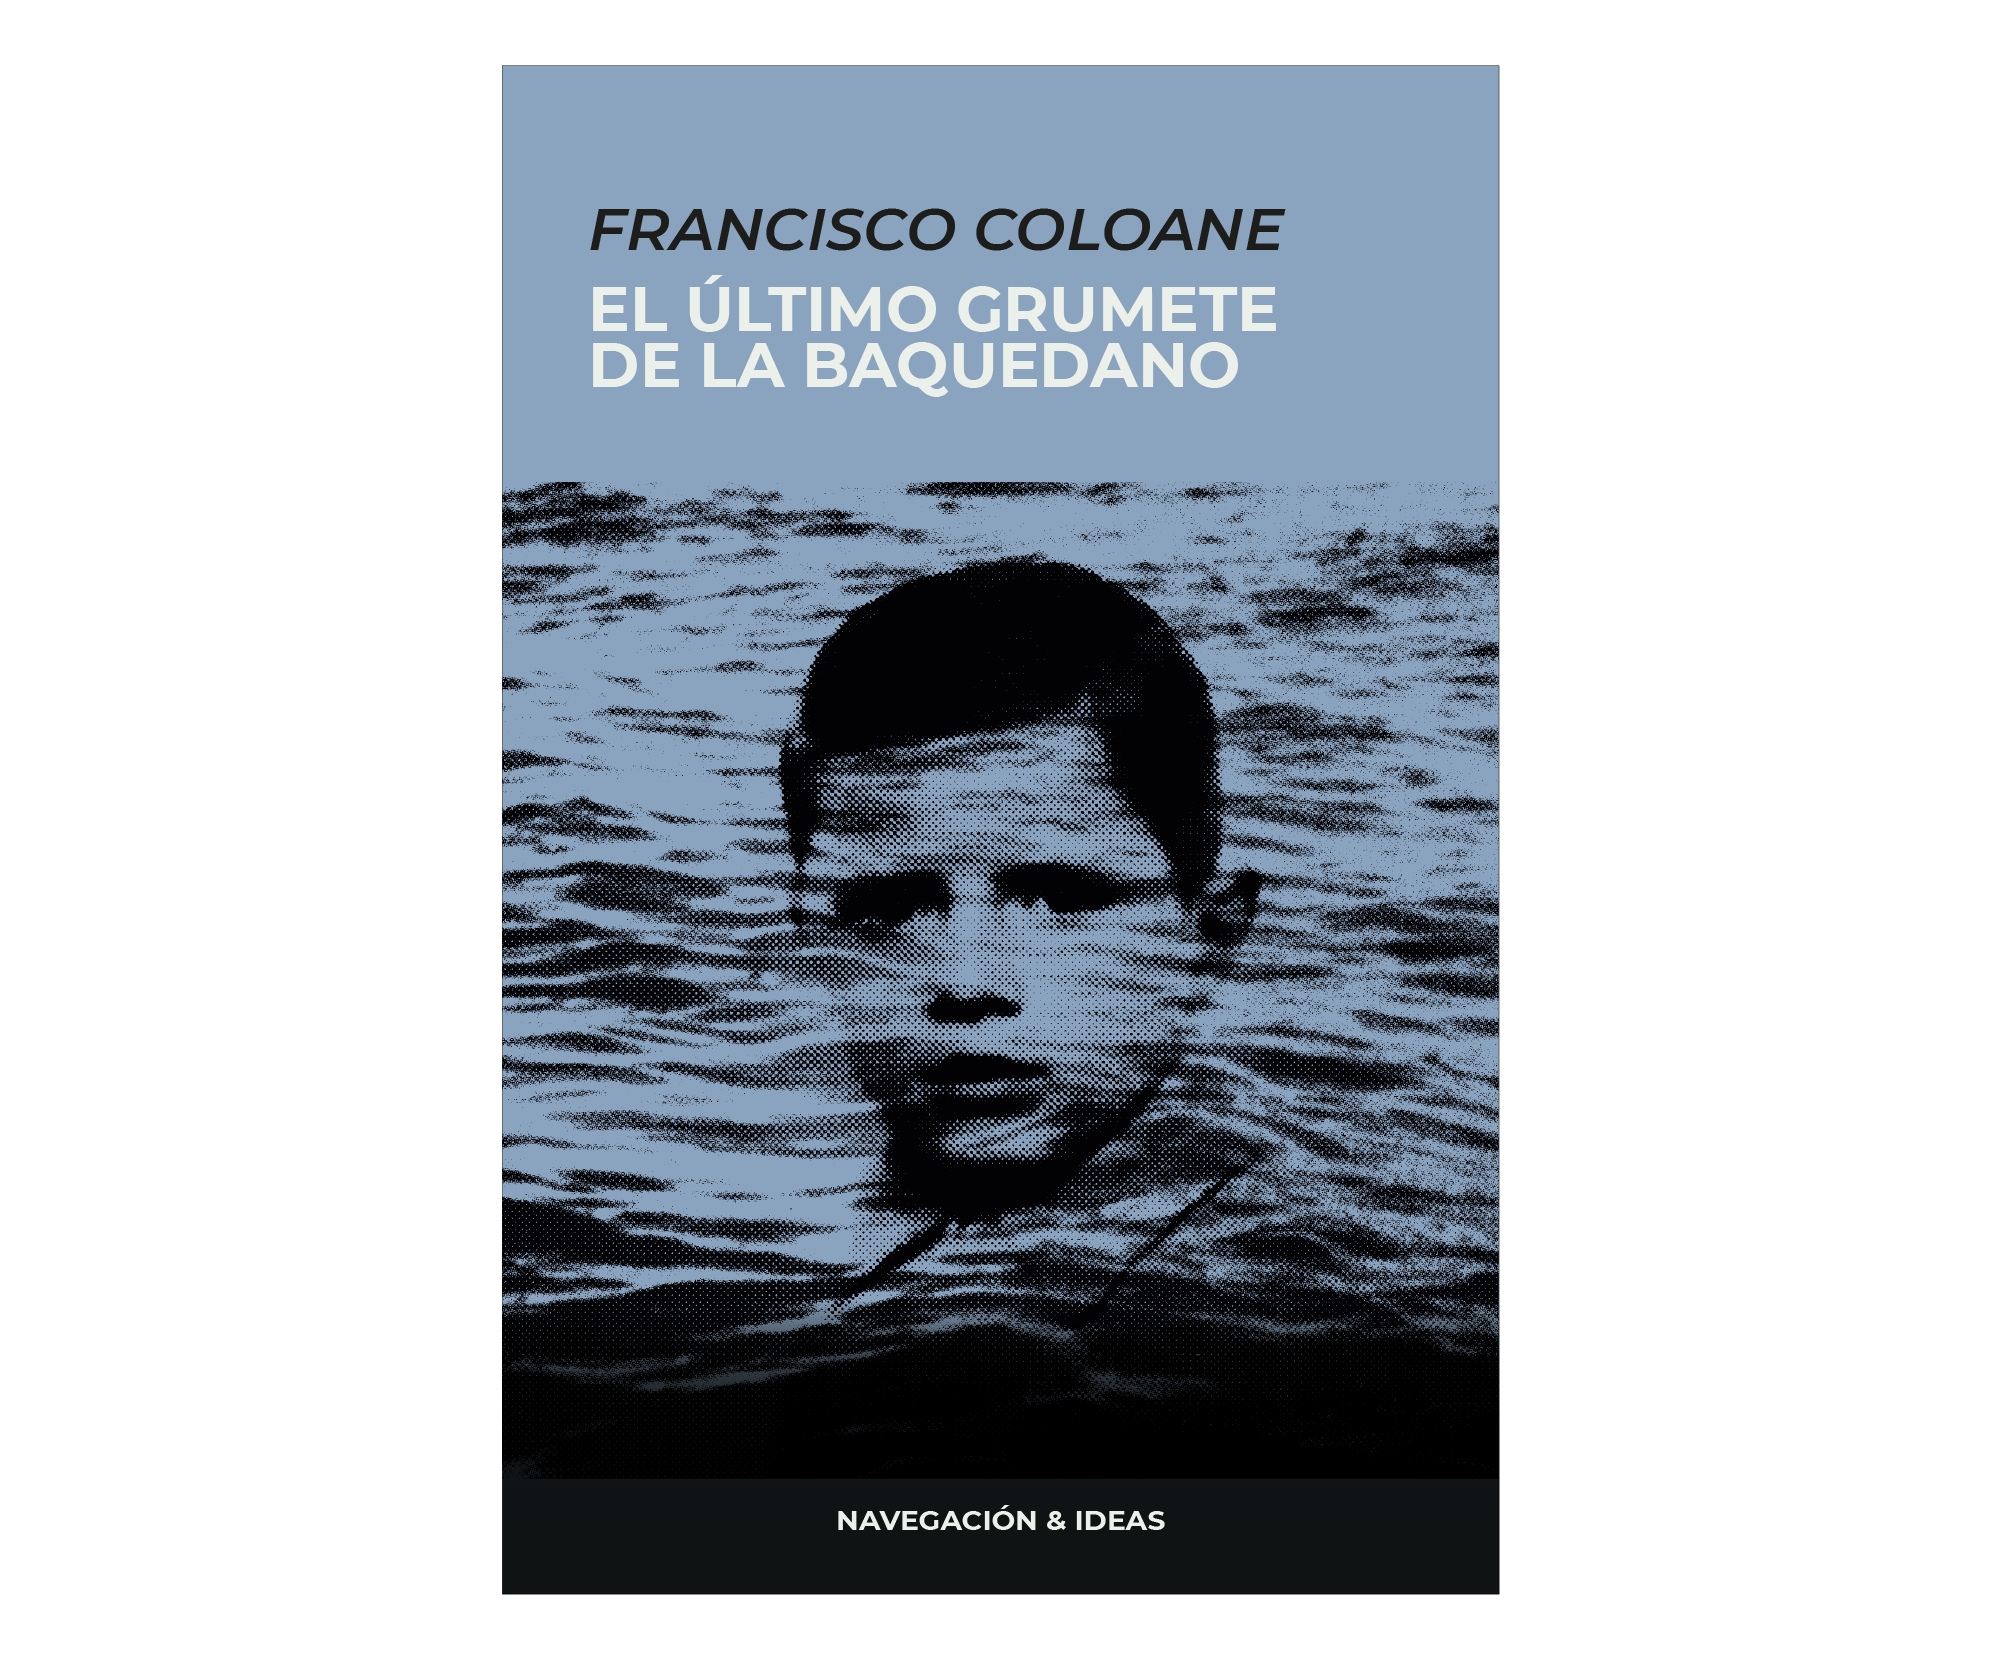 FRANCISCO COLOANE
EL ÚLTIMO GRUMETE
DE LA BAQUEDANO
NAVEGACIÓN & IDEAS